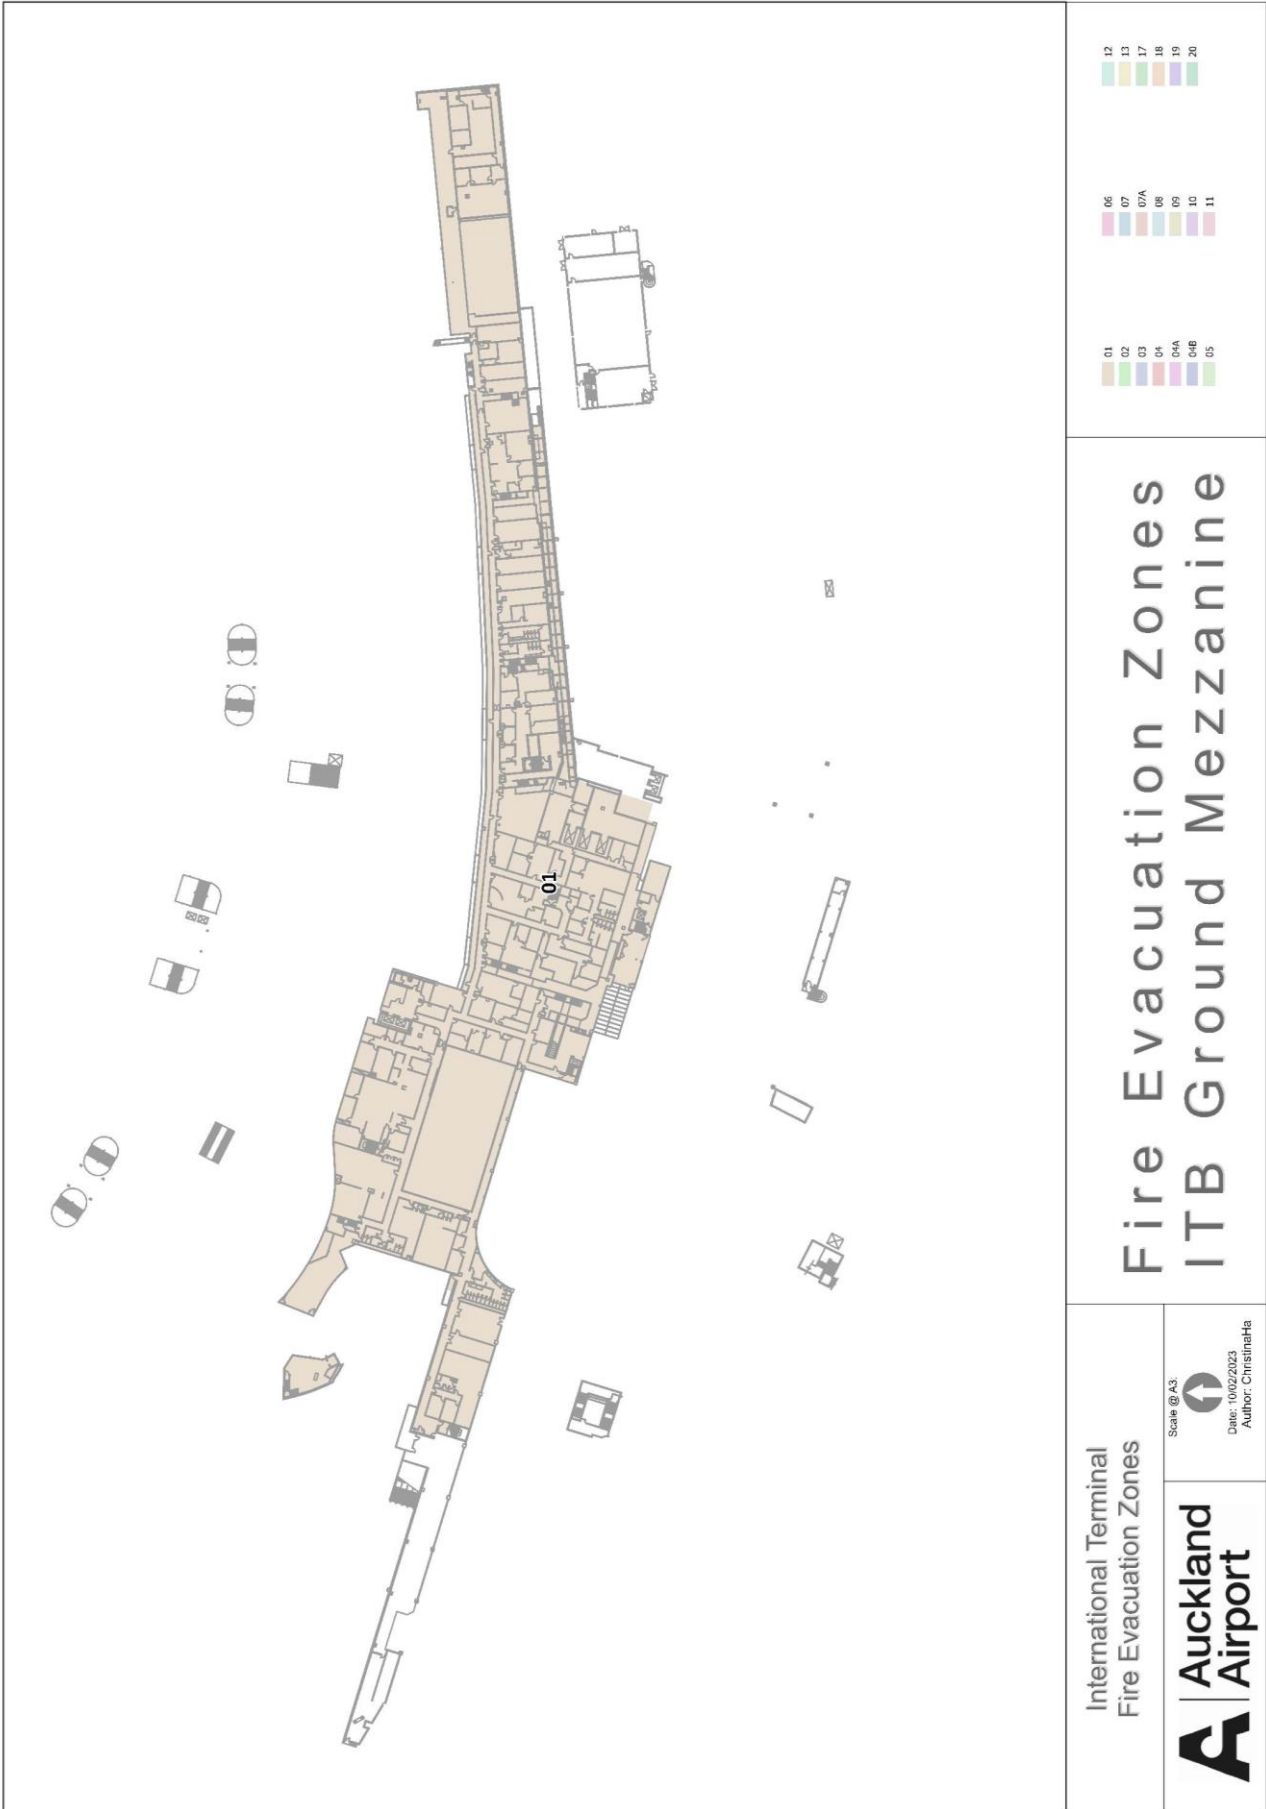 01
International Terminal
Fire Evacuation Zones
A Auckland
Airport
Scale @ A3:
Date: 10/02/2023
Author: ChristinaHa
Fire Evacuation Zones
ITB Ground Mezzanine
01
02
03
04
04A
04B
05
06
07
07A
08
09
10
11
12
13
17
18
19
20